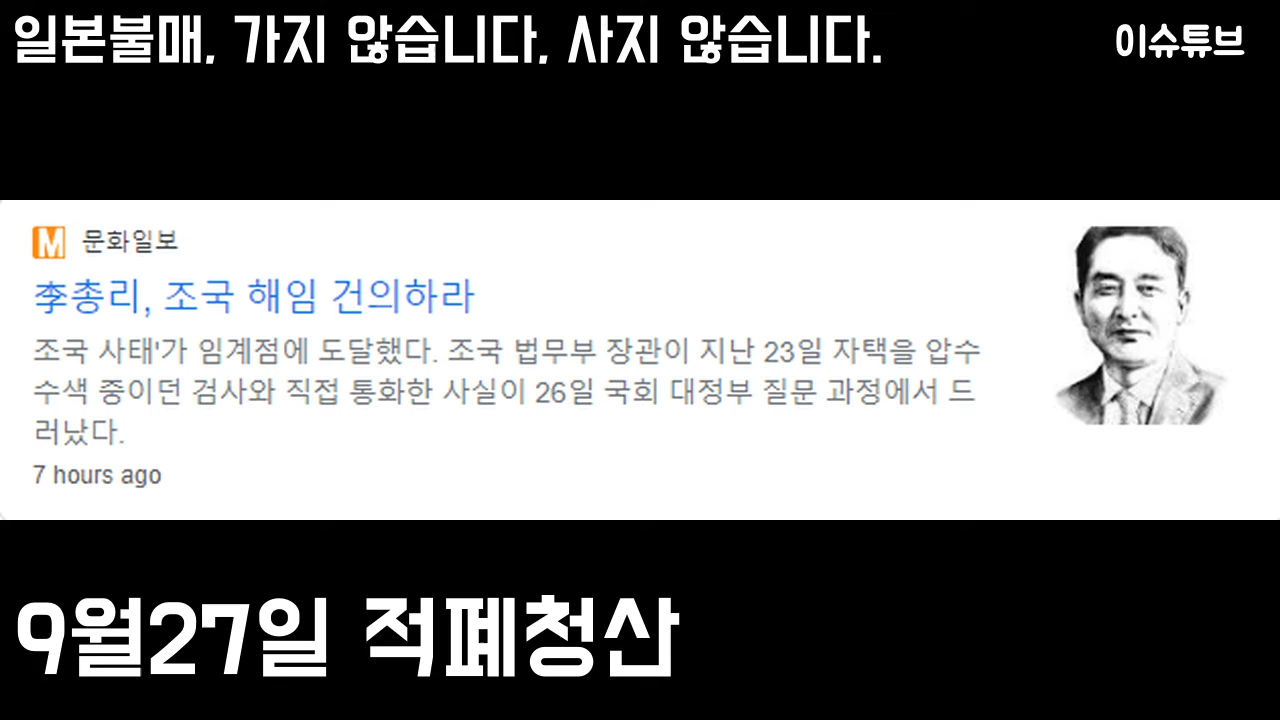 일본불매, 가지 않습니다, 사지 않습니다.
이슈튜브
M 문화일보
李총리, 조국 해임 건의하라
조국 사태'가 임계점에 도달했다. 조국 법무부 장관이 지난 23일 자택을 압수
수색 중이던 검사와 직접 통화한 사실이 26일 국회 대정부 질문 과정에서 드
러났다.
7 hours ago
9월27일 적폐청산